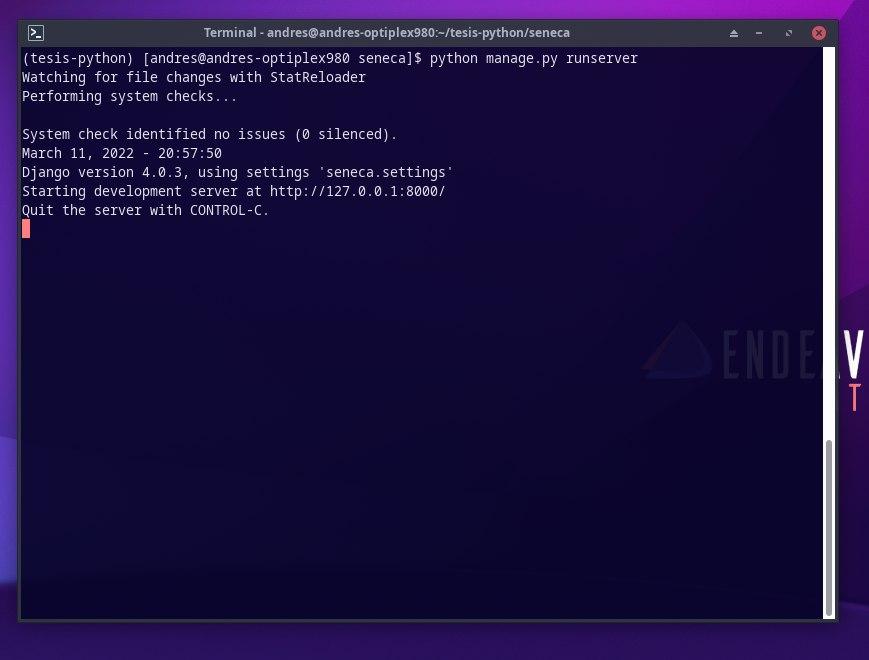 Terminal - andres@andres-optiplex980:~/tesis-python/seneca
(tesis-python) [andres@andres-optiplex980 seneca]$ python manage.py runserver
Watching for file changes with StatReloader
Performing system checks...
System check identified no issues (0 silenced).
March 11, 2022 - 20:57:50
Django version 4.0.3, using settings 'seneca.settings'
Starting development server at http://127.0.0.1:8000/
Quit the server with CONTROL-C.
ENDEAV
T